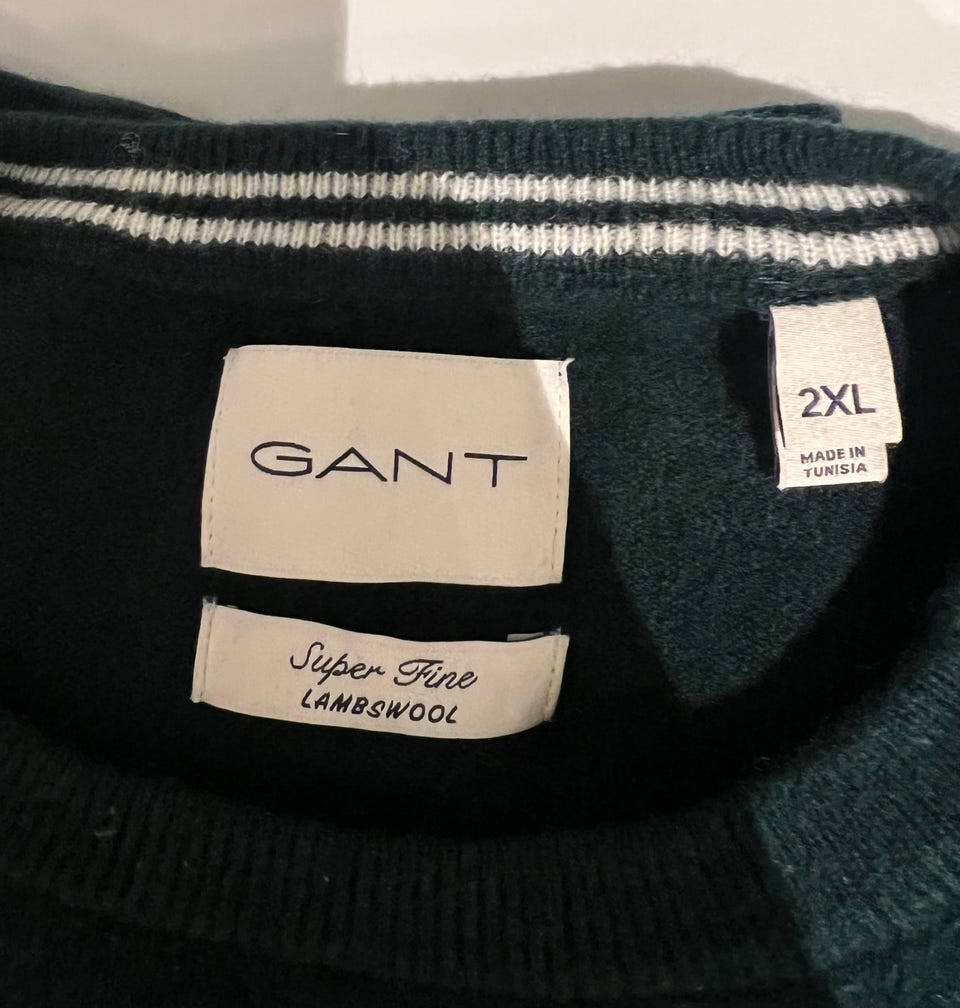 GANT
Super Fine
LAMBSWOOL
2XL
MADE IN
TUNISIA